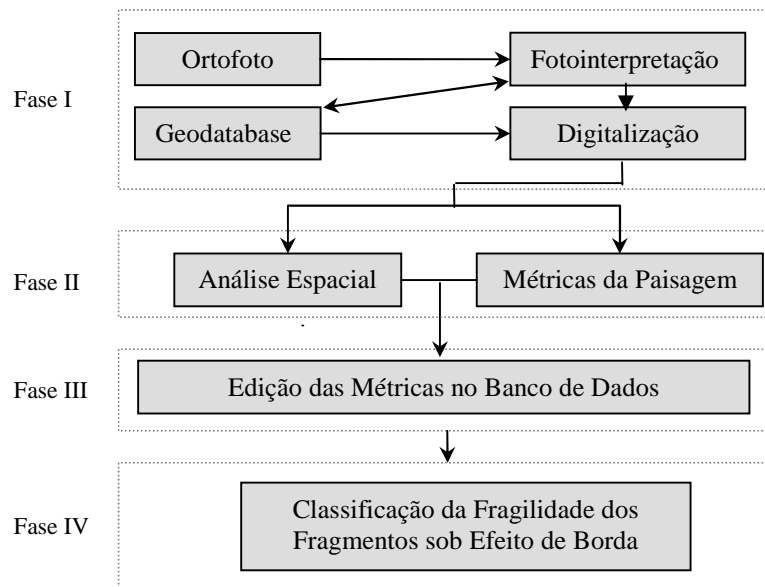 Fase I
Ortofoto
Fotointerpretação
Geodatabase
Digitalização
Fase II
Análise Espacial
Métricas da Paisagem
Fase III
Edição das Métricas no Banco de Dados
Fase IV
Classificação da Fragilidade dos
Fragmentos sob Efeito de Borda